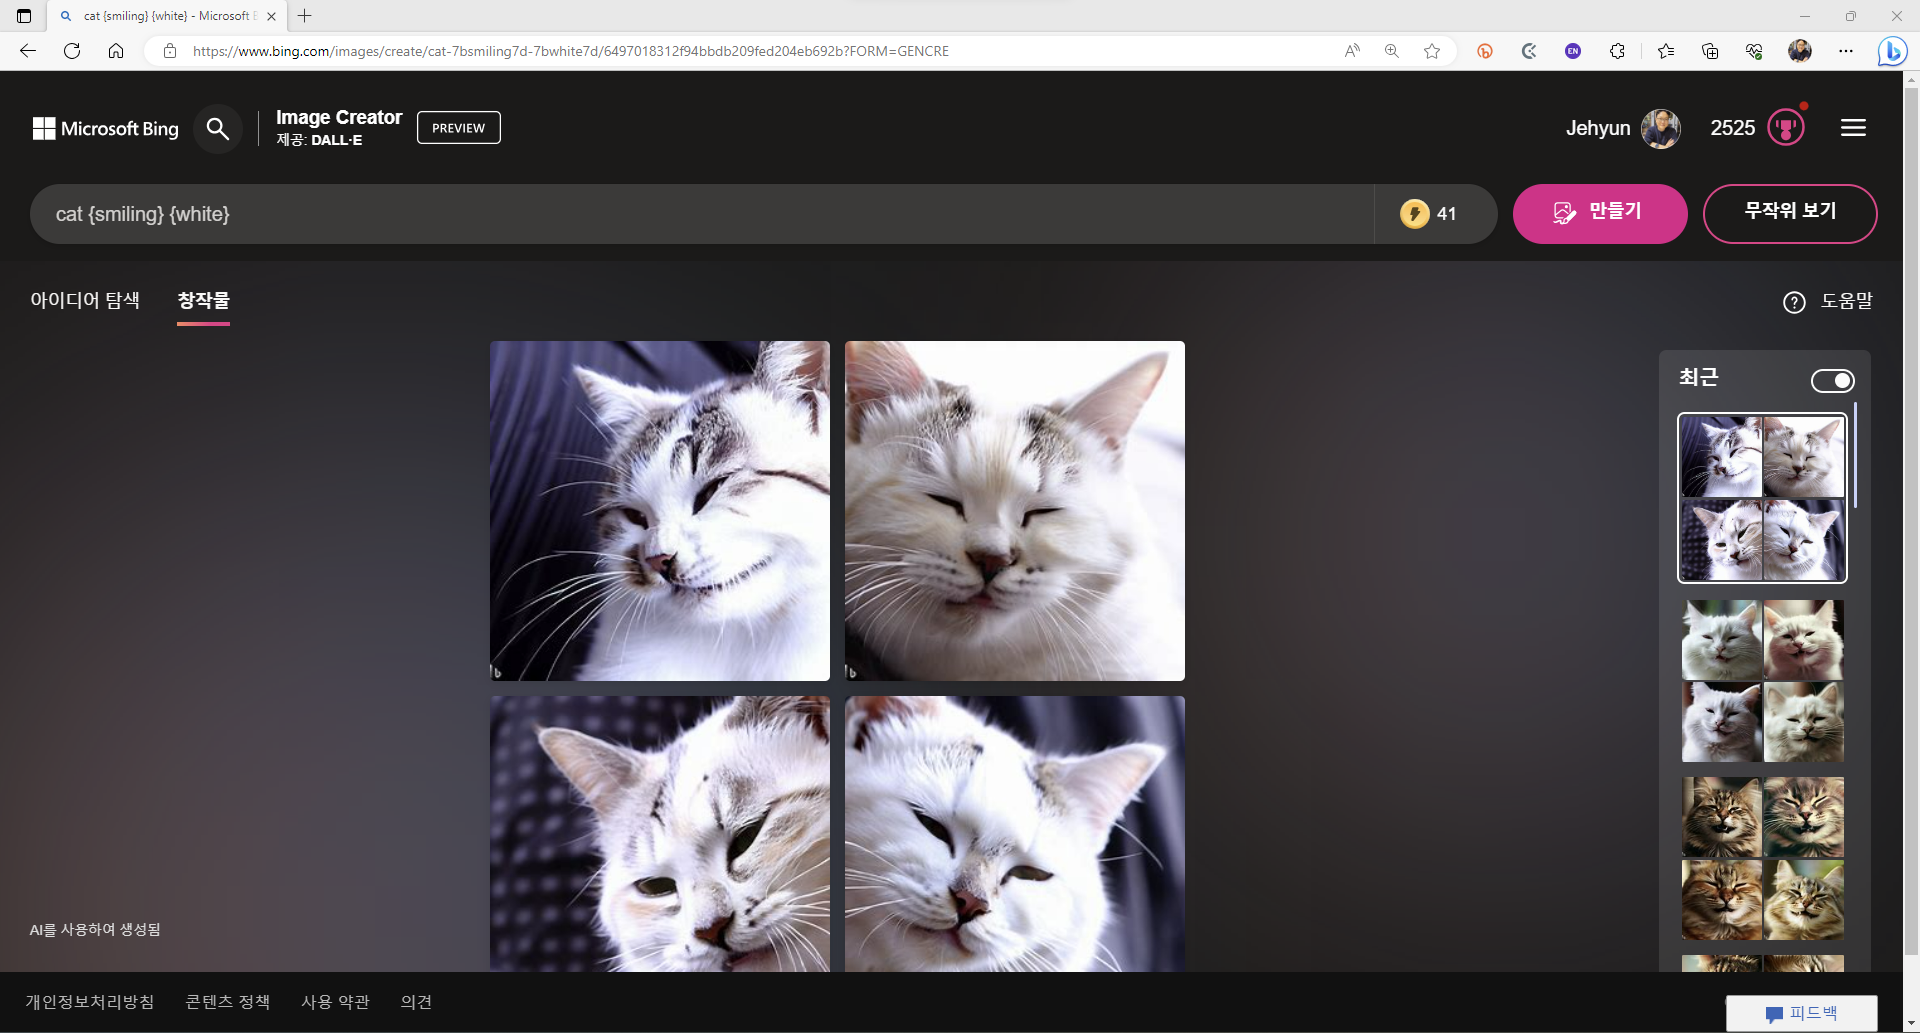 cat {smiling} {white} - Microsoft B
https://www.bing.com/images/create/cat-7bsmiling7d-7bwhite7d/6497018312f94bbdb209fed204eb692b?FORM=GENCRE
EN
Microsoft Bing
Image Creator
제공: DALL·E
PREVIEW
Jehyun
2525
cat {smiling} {white}
41
만들기
무작위 보기
아이디어 탐색
창작물
도움말
최근
AI를 사용하여 생성됨
개인정보처리방침
콘텐츠 정책
사용 약관
의견
피드백